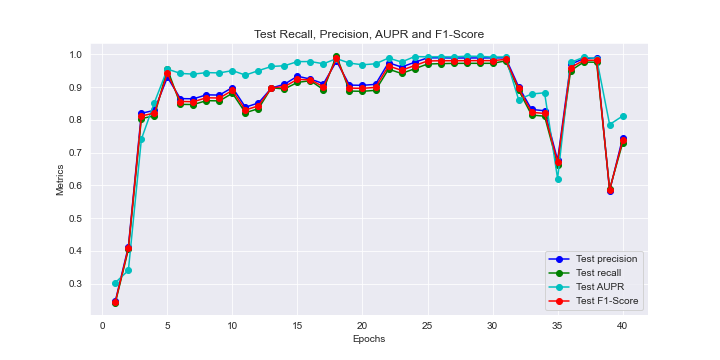 Test Recall, Precision, AUPR and F1-Score
Metrics
1.0
0.9
0.8
0.7
0.6
0.5
0.4
0.3
0
5
10
15
20
25
30
35
40
Epochs
Test precision
Test recall
Test AUPR
Test F1-Score